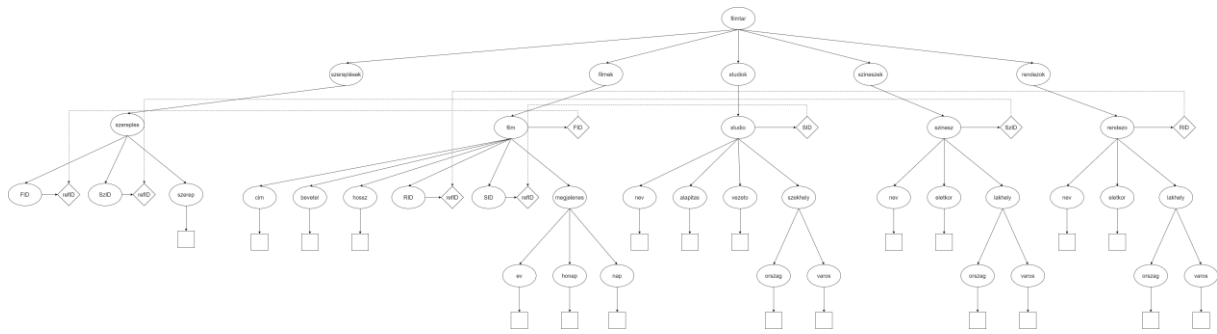 filmtar
szereplések
filmek
studiok
szineszek
rendezok
szereples
film
FID
studio
SID
szinesz
SzID
rendezo
RID
FID
refID
SzID
refID
szerep
cim
bevetel
hossz
RID
refID
SID
refID
megjelenes
nev
alapitas
vezeto
szekhely
nev
eletkor
lakhely
nev
eletkor
lakhely
ev
honap
nap
orszag
varos
orszag
varos
orszag
varos